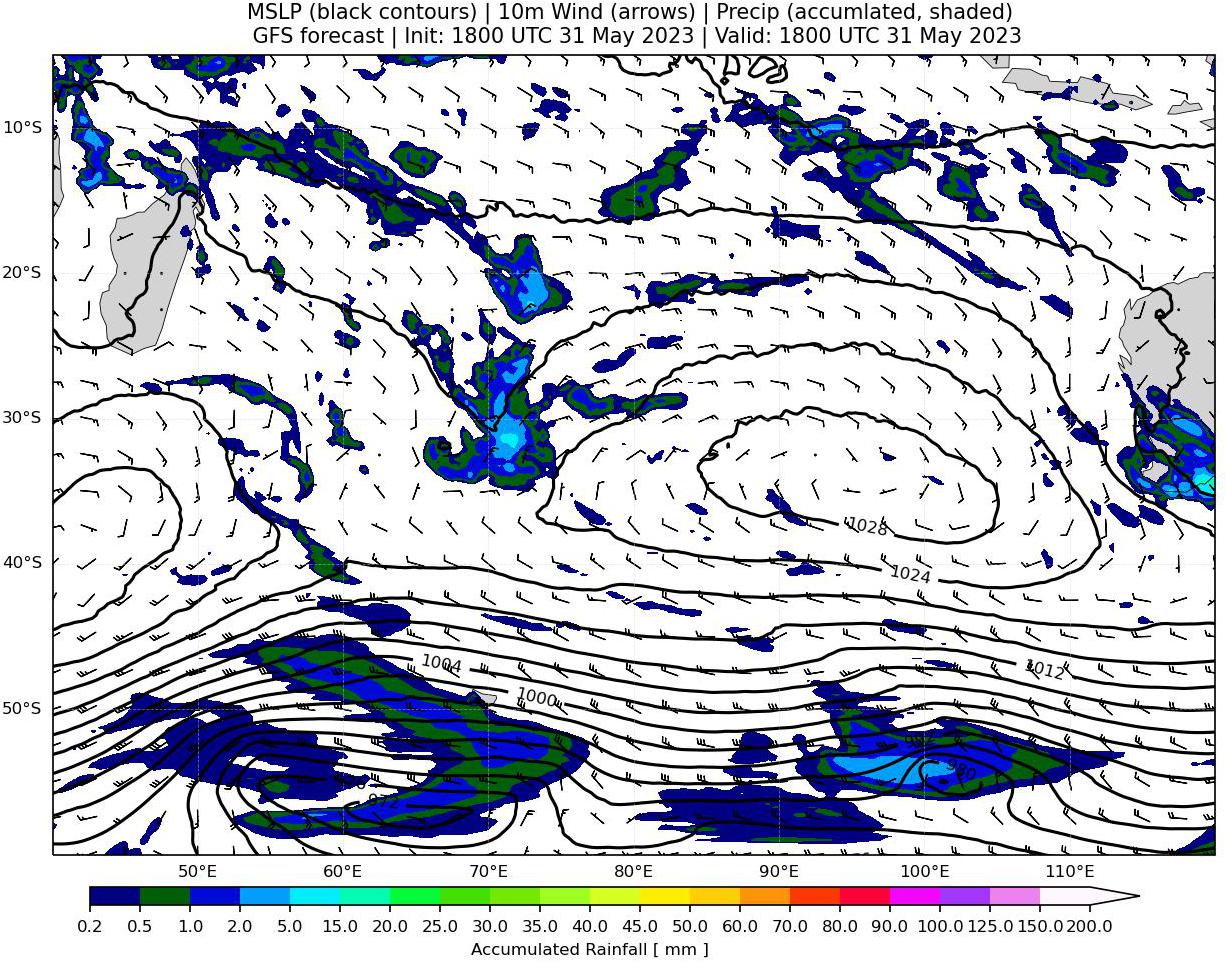 MSLP (black contours) | 10m Wind (arrows) | Precip (accumlated, shaded)
GFS forecast | Init: 1800 UTC 31 May 2023 | Valid: 1800 UTC 31 May 2023
10°S
20°S
30°S
1028
40°S
1024
1004
1012
1000
50°S
980
972
50°E 60°E 70°E 80°E 90°E 100°E 110°E
0.2 0.5 1.0 2.0 5.0 15.0 20.0 25.0 30.0 35.0 40.0 45.0 50.0 60.0 70.0 80.0 90.0 100.0 125.0 150.0 200.0
Accumulated Rainfall [ mm ]